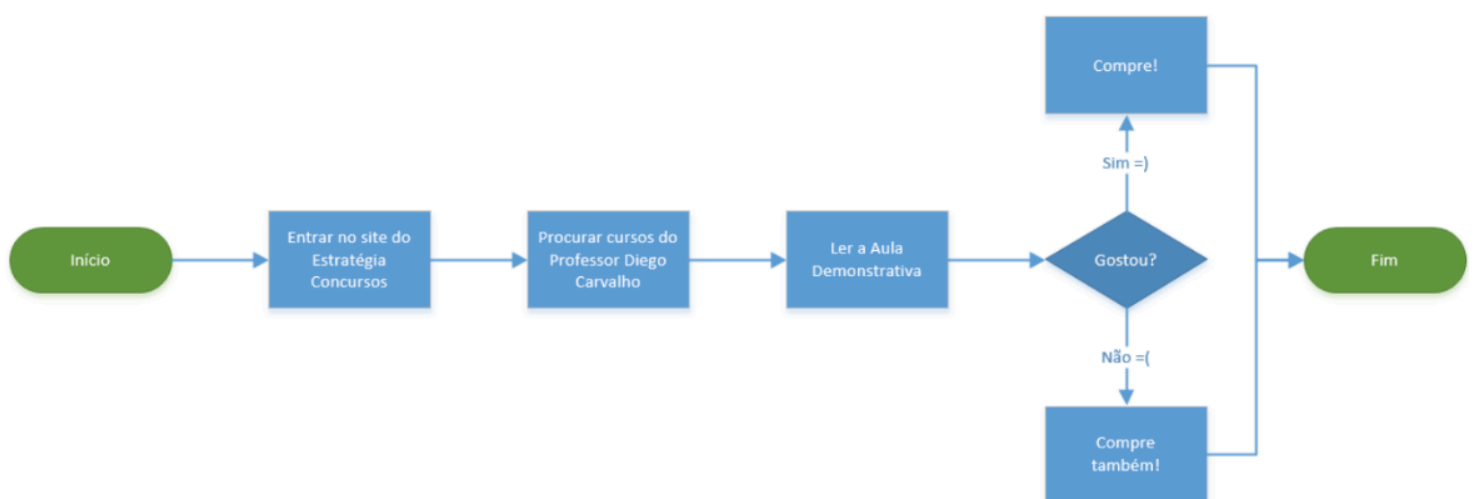 Início
Entrar no site do
Estratégia
Concursos
Procurar cursos do
Professor Diego
Carvalho
Ler a Aula
Demonstrativa
Gostou?
Sim =)
Compre!
Não =(
Compre
também!
Fim